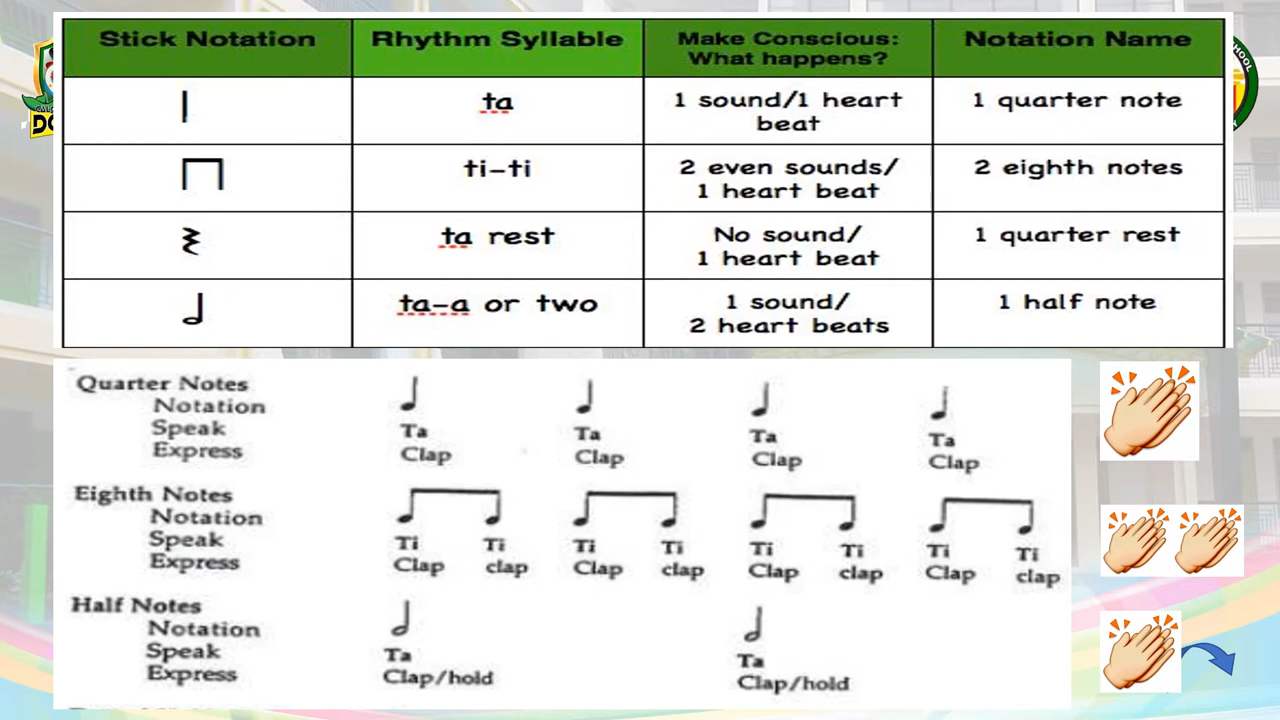 Stick Notation Rhythm Syllable Make Conscious: What happens? Notation Name
ta 1 sound/1 heart beat 1 quarter note
ti-ti 2 even sounds/ 1 heart beat 2 eighth notes
ta rest No sound/ 1 heart beat 1 quarter rest
ta-a or two 1 sound/ 2 heart beats 1 half note
Quarter Notes
Notation
Speak Ta Ta Ta Ta
Express Clap Clap Clap Clap
Eighth Notes
Notation
Speak Ti Ti Ti Ti Ti Ti Ti Ti
Express Clap clap Clap clap Clap clap Clap clap
Half Notes
Notation
Speak Ta Ta
Express Clap/hold Clap/hold